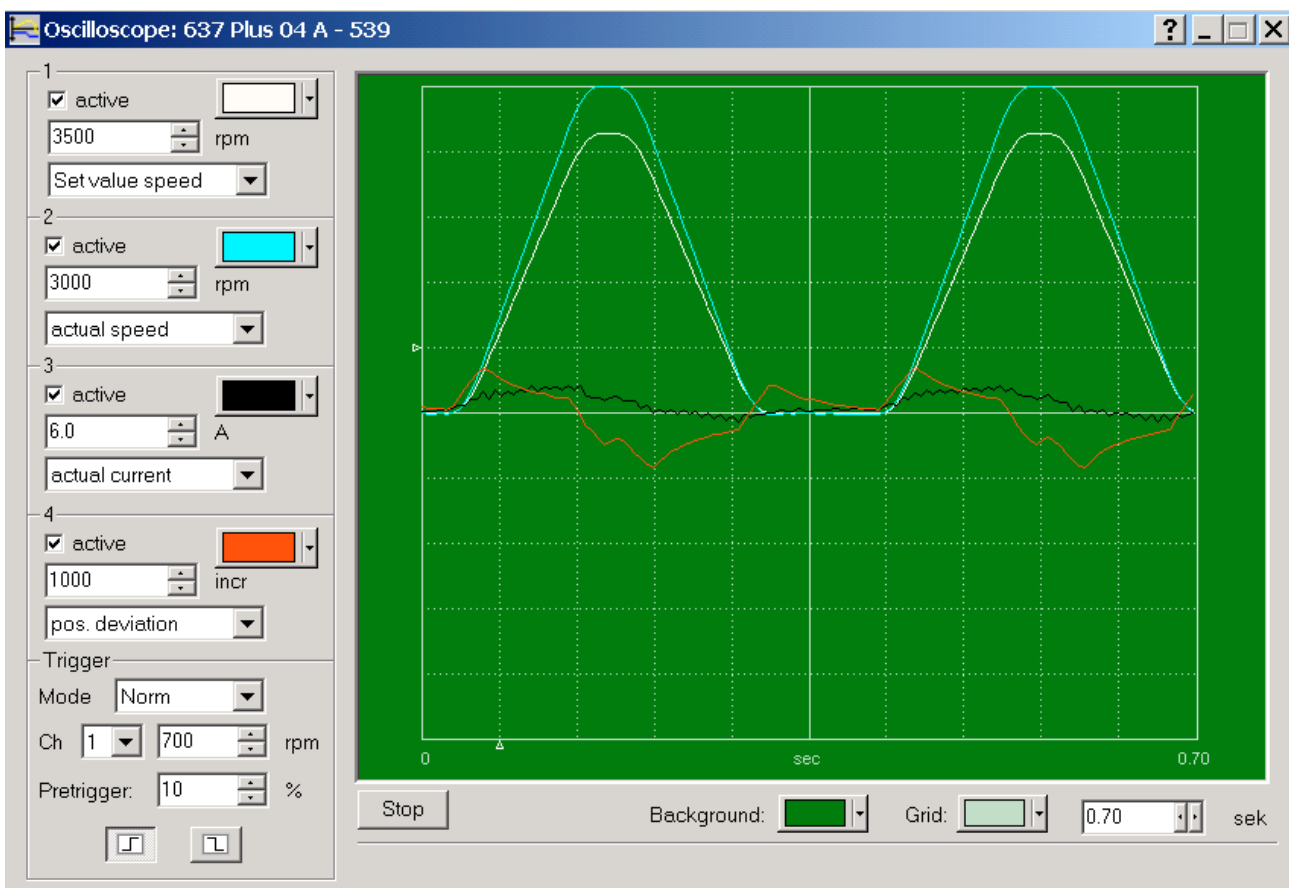 Oscilloscope: 637 Plus 04 A - 539
?
1
active
3500 rpm
Set value speed
2
active
3000 rpm
actual speed
3
active
6.0 A
actual current
4
active
1000 incr
pos. deviation
Trigger
Mode Norm
Ch 1 700 rpm
Pretrigger: 10 %
0 sec 0.70
Stop Background: Grid: 0.70 sek